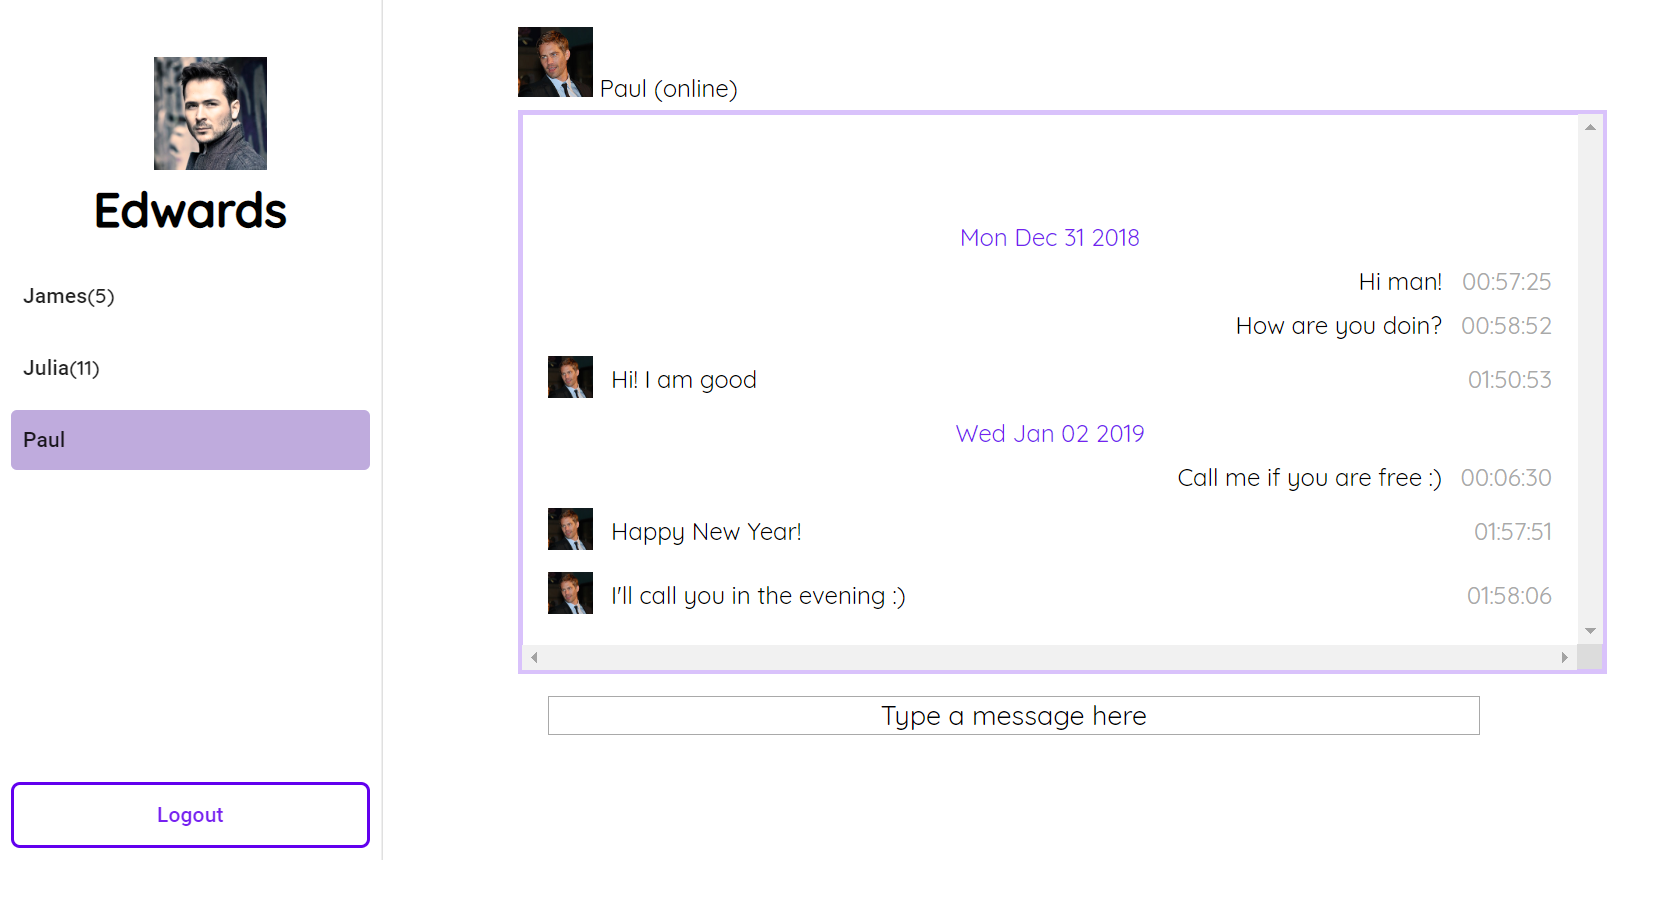 Edwards
James(5)
Julia(11)
Paul
Logout
Paul (online)
Mon Dec 31 2018
Hi man! 00:57:25
How are you doin? 00:58:52
Hi! I am good 01:50:53
Wed Jan 02 2019
Call me if you are free :) 00:06:30
Happy New Year! 01:57:51
I'll call you in the evening :) 01:58:06
Type a message here